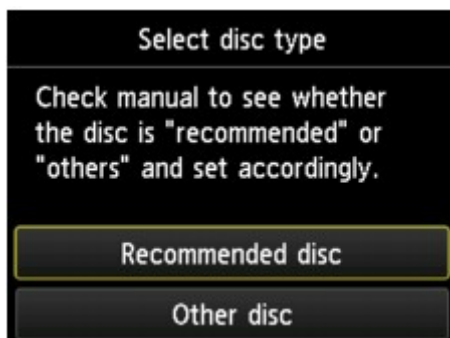 Select disc type
Check manual to see whether
the disc is "recommended" or
"others" and set accordingly.
Recommended disc
Other disc